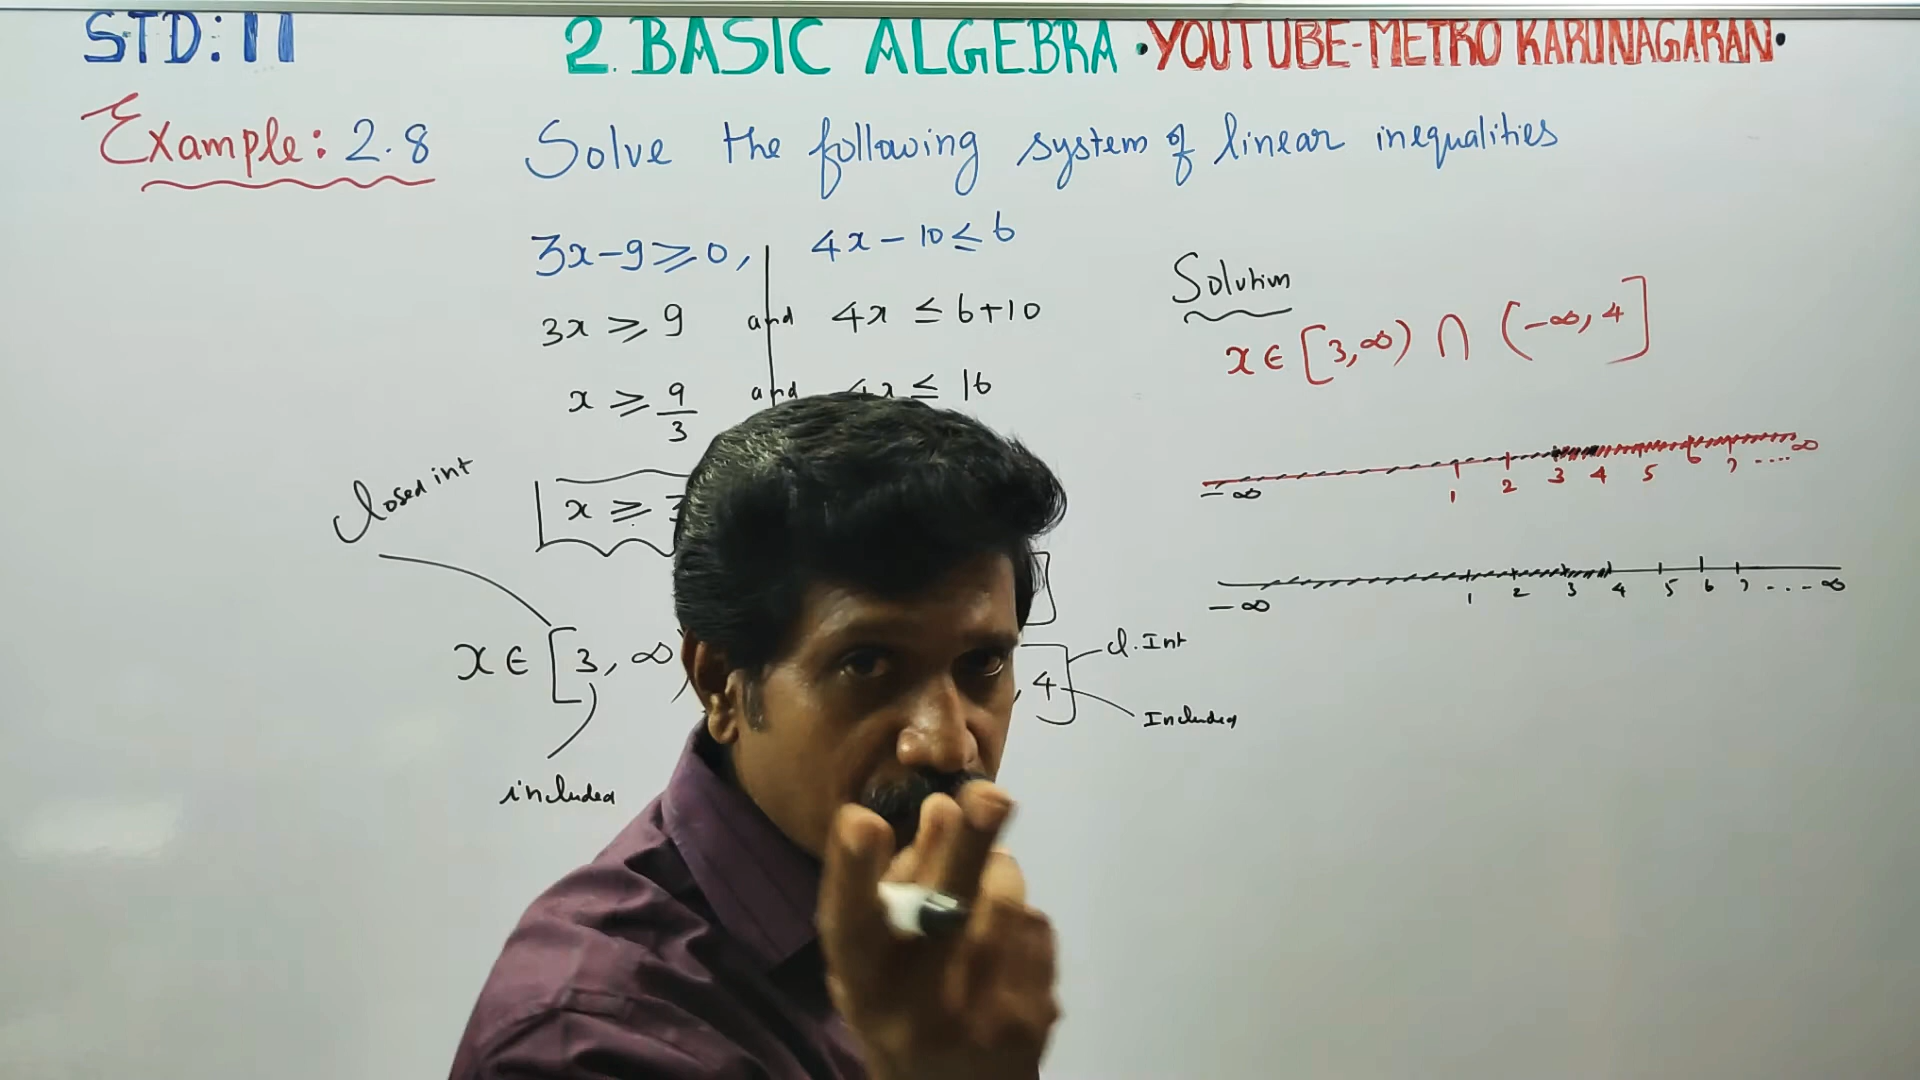 STD: 11 2. BASIC ALGEBRA · YOUTUBE-METRO KARUNAGARAN·
Example: 2.8 Solve the following system of linear inequalities
3x-9≥0, 4x-10≤6
3x ≥ 9 and 4x ≤ 6+10
x ≥ 9/3 and 4x ≤ 16
x ≥ 3
Closed int
x ∈ [3, ∞)
included
, 4]
cl. Int
Included
Solution
x ∈ [3,∞) ∩ (-∞, 4]
-∞ 1 2 3 4 5 6 7 .... ∞
-∞ 1 2 3 4 5 6 7 .... ∞